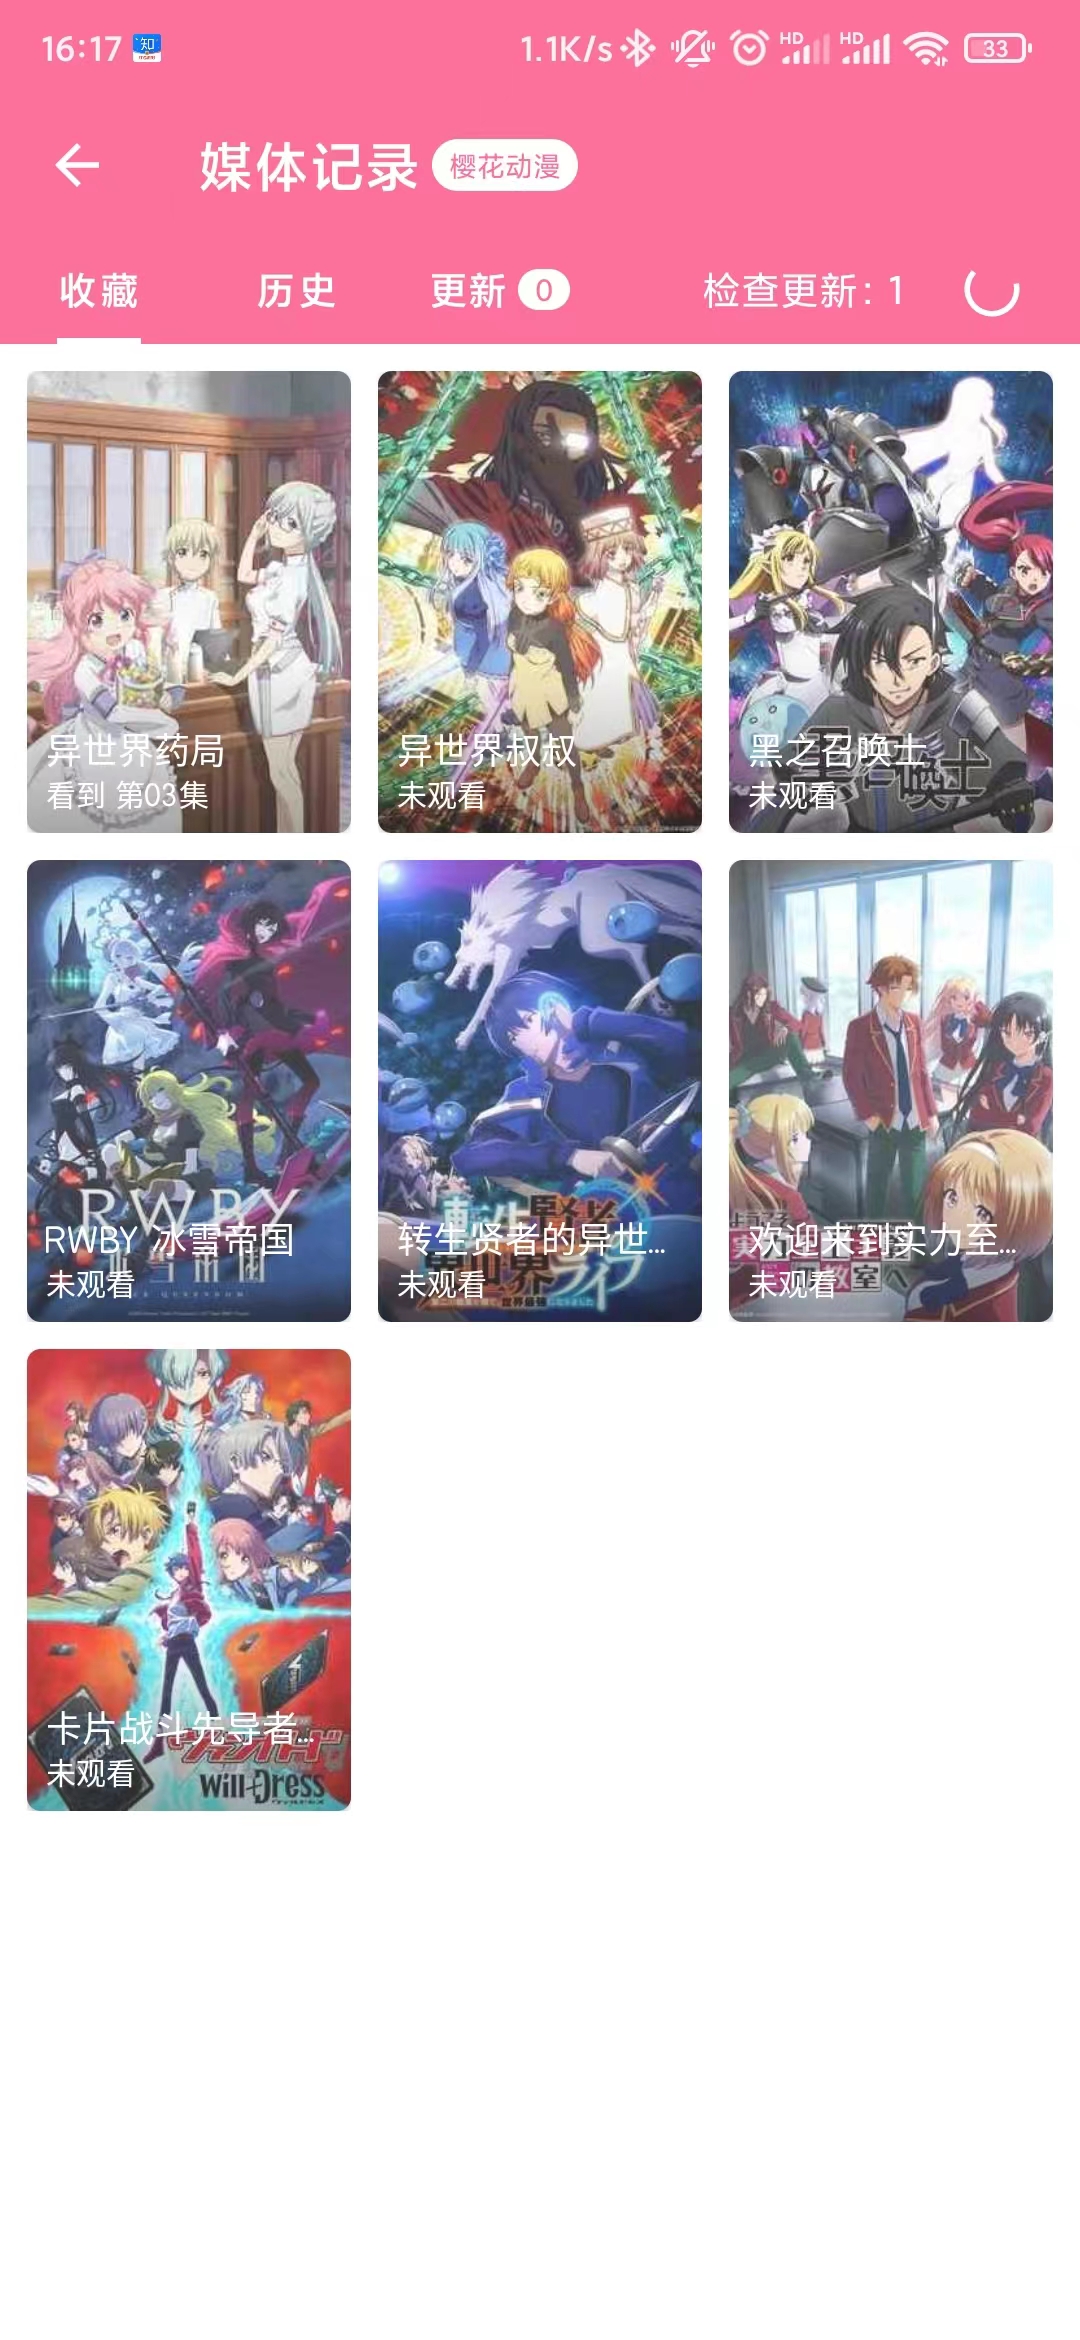 16:17 知 1.1K/s HD HD 33
媒体记录 樱花动漫
收藏 历史 更新 0 检查更新: 1
异世界药局
看到 第03集
异世界叔叔
未观看
黑之召唤士
未观看
RWBY
RWBY 冰雪帝国
未观看
转生贤者的异世...
未观看
欢迎来到实力至...
未观看
卡片战斗先导者...
未观看
will+Dress